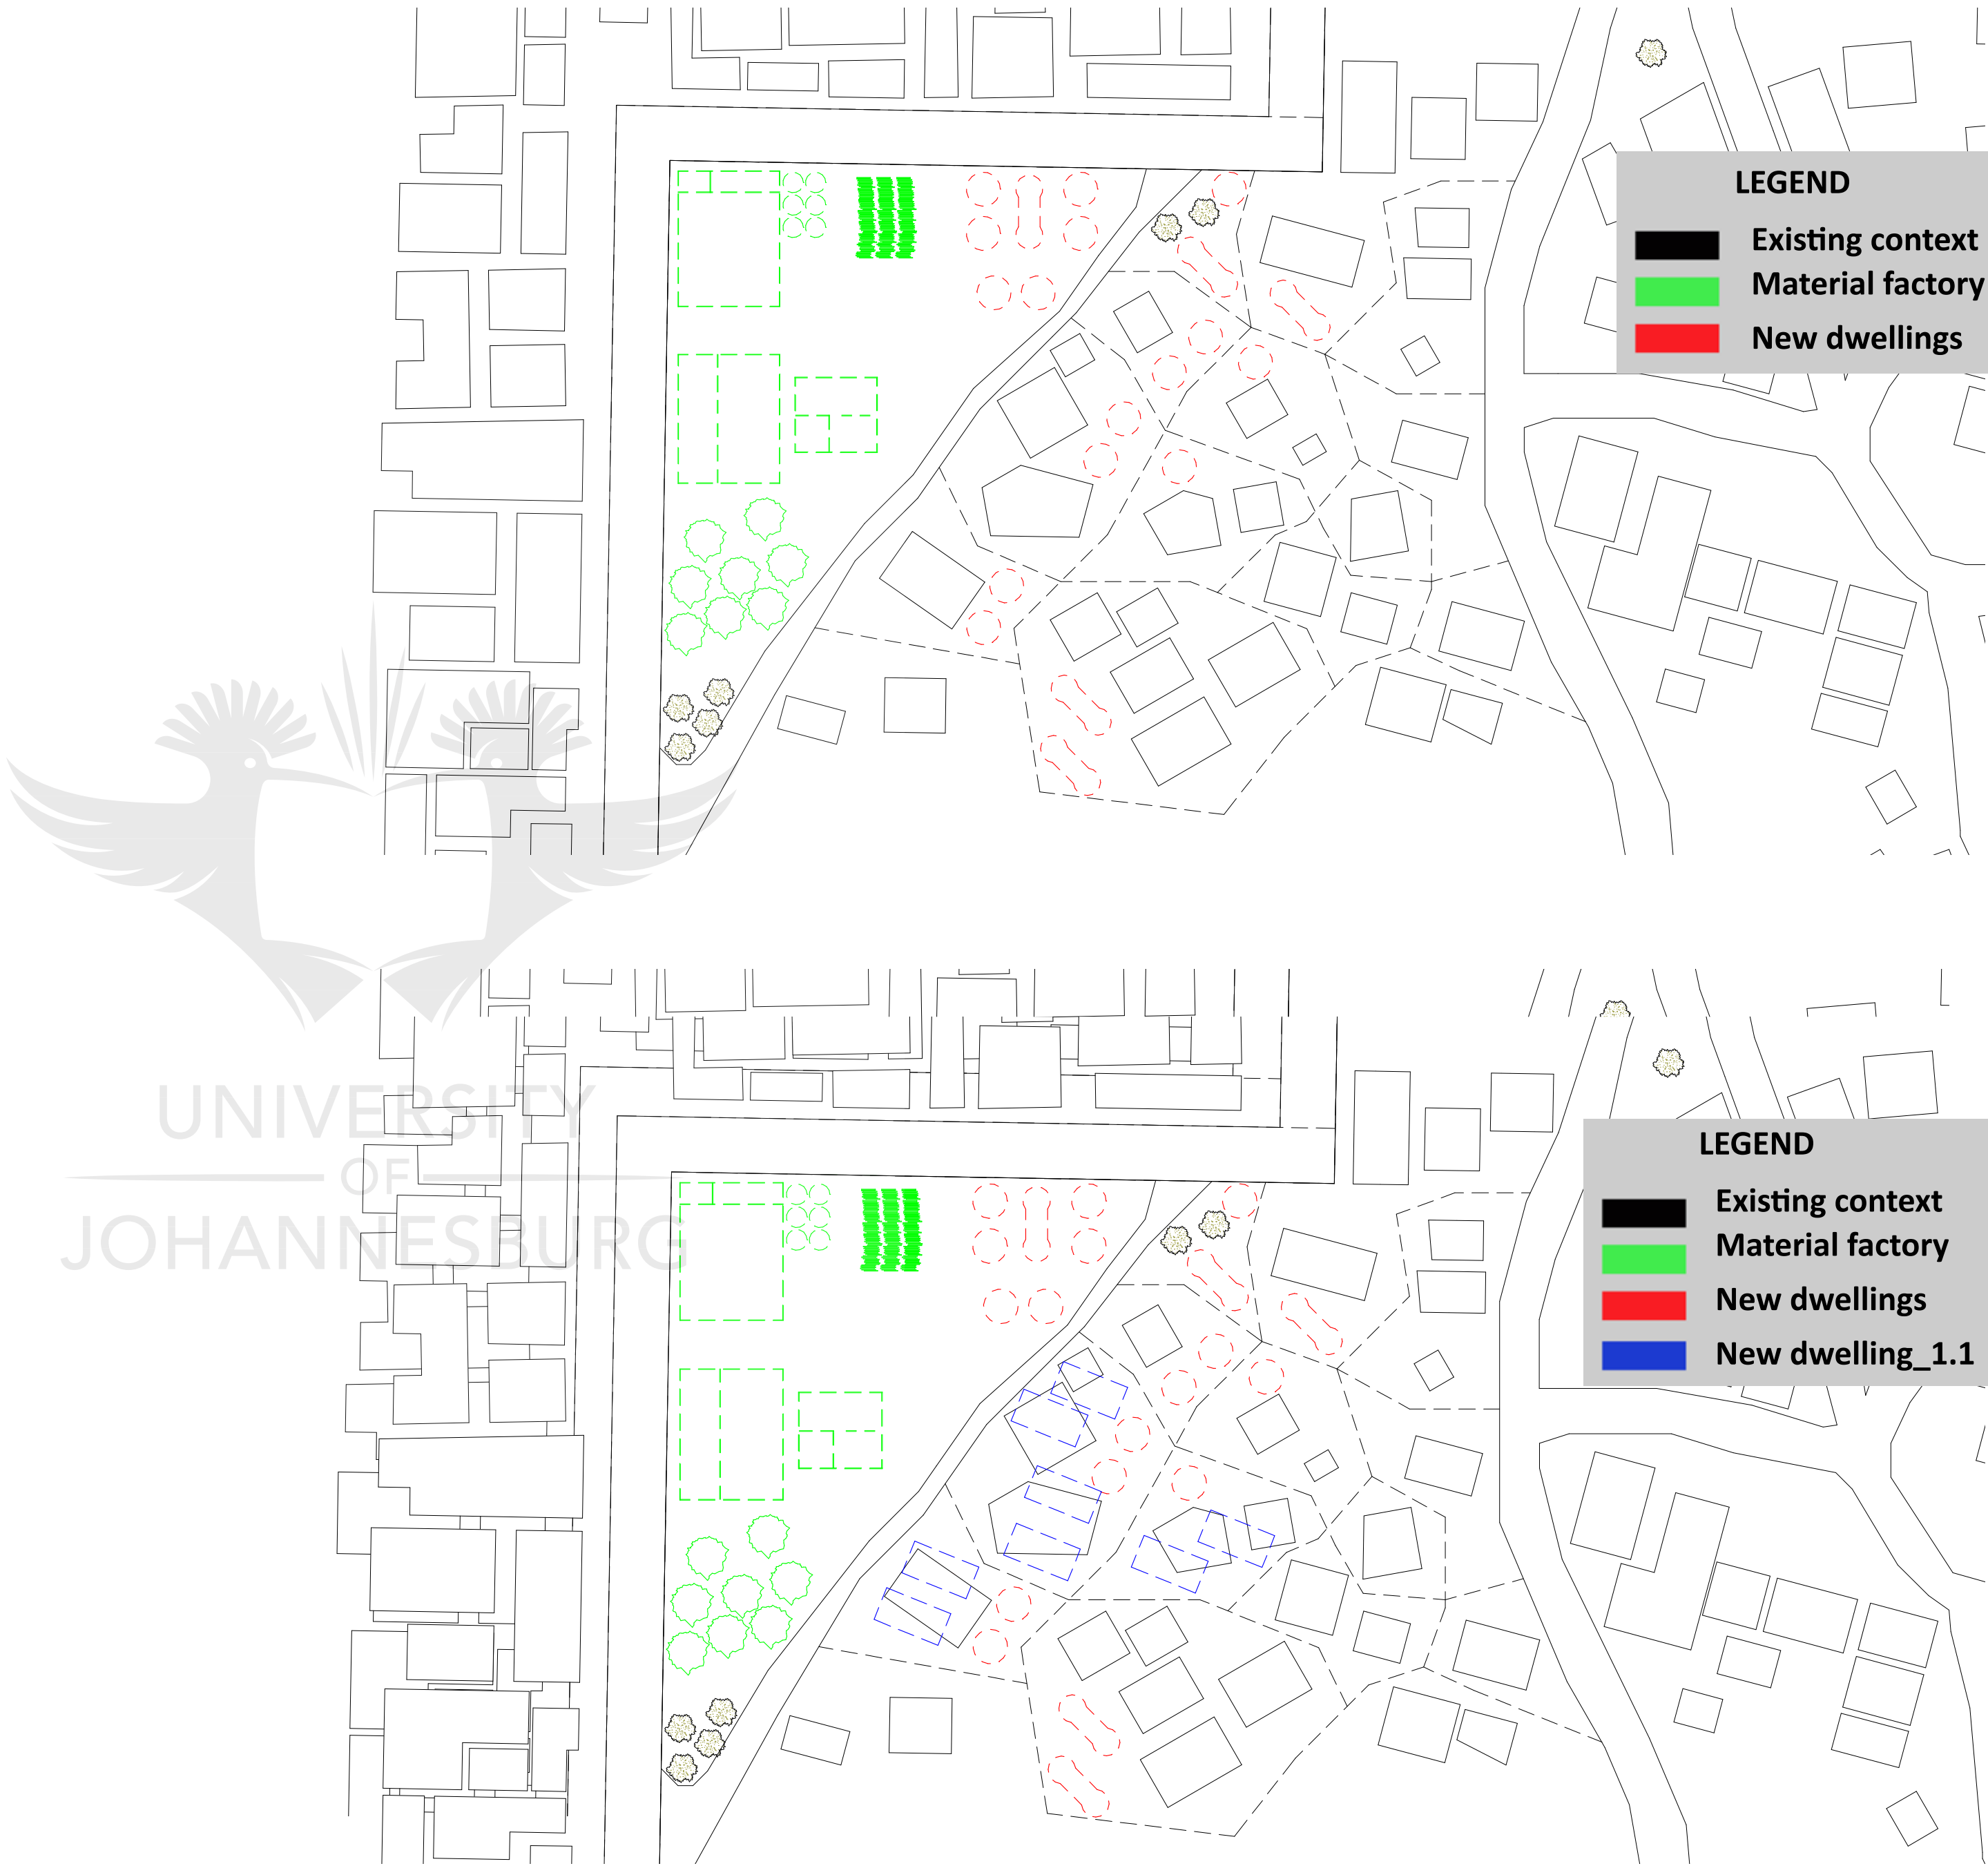 LEGEND
Existing context
Material factory
New dwellings
UNIVERSITY
OF
JOHANNESBURG
LEGEND
Existing context
Material factory
New dwellings
New dwelling_1.1